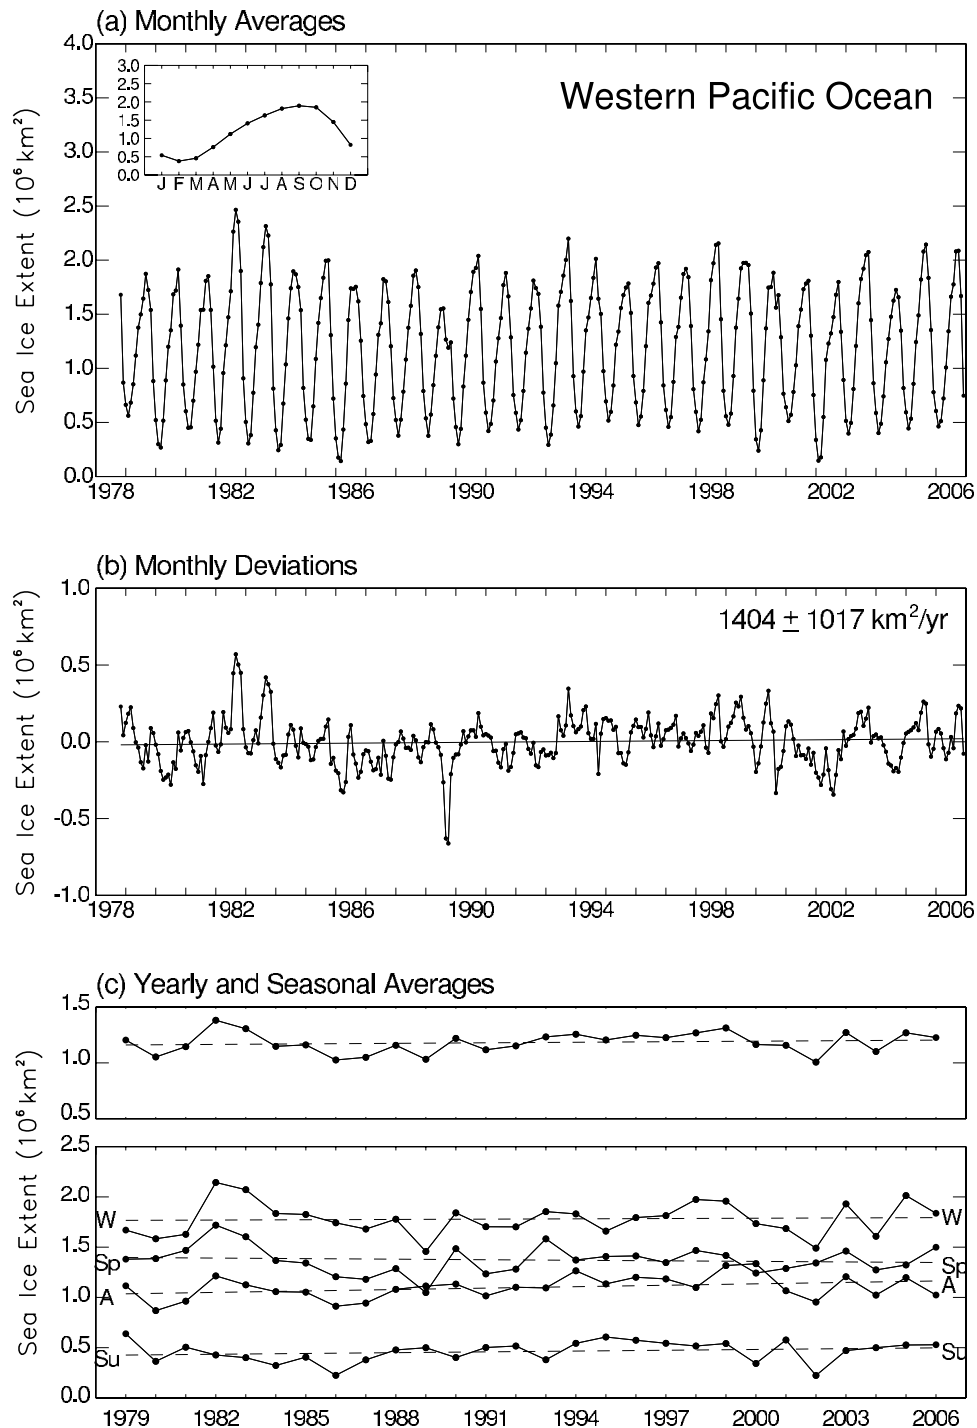 (a) Monthly Averages
Western Pacific Ocean
Sea Ice Extent (10⁶km²)
4.0
3.5
3.0
2.5
2.0
1.5
1.0
0.5
0.0
3.0
2.5
2.0
1.5
1.0
0.5
0.0
J F M A M J J A S O N D
1978 1982 1986 1990 1994 1998 2002 2006
(b) Monthly Deviations
1404 ± 1017 km²/yr
Sea Ice Extent (10⁶km²)
1.0
0.5
0.0
-0.5
-1.0
1978 1982 1986 1990 1994 1998 2002 2006
(c) Yearly and Seasonal Averages
Sea Ice Extent (10⁶km²)
1.5
1.0
0.5
2.5
2.0
1.5
1.0
0.5
0.0
W W
Sp Sp
A A
Su Su
1979 1982 1985 1988 1991 1994 1997 2000 2003 2006